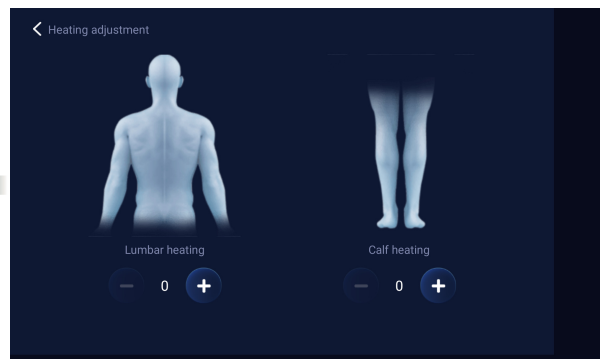 Heating adjustment
Lumbar heating
Calf heating
0
0